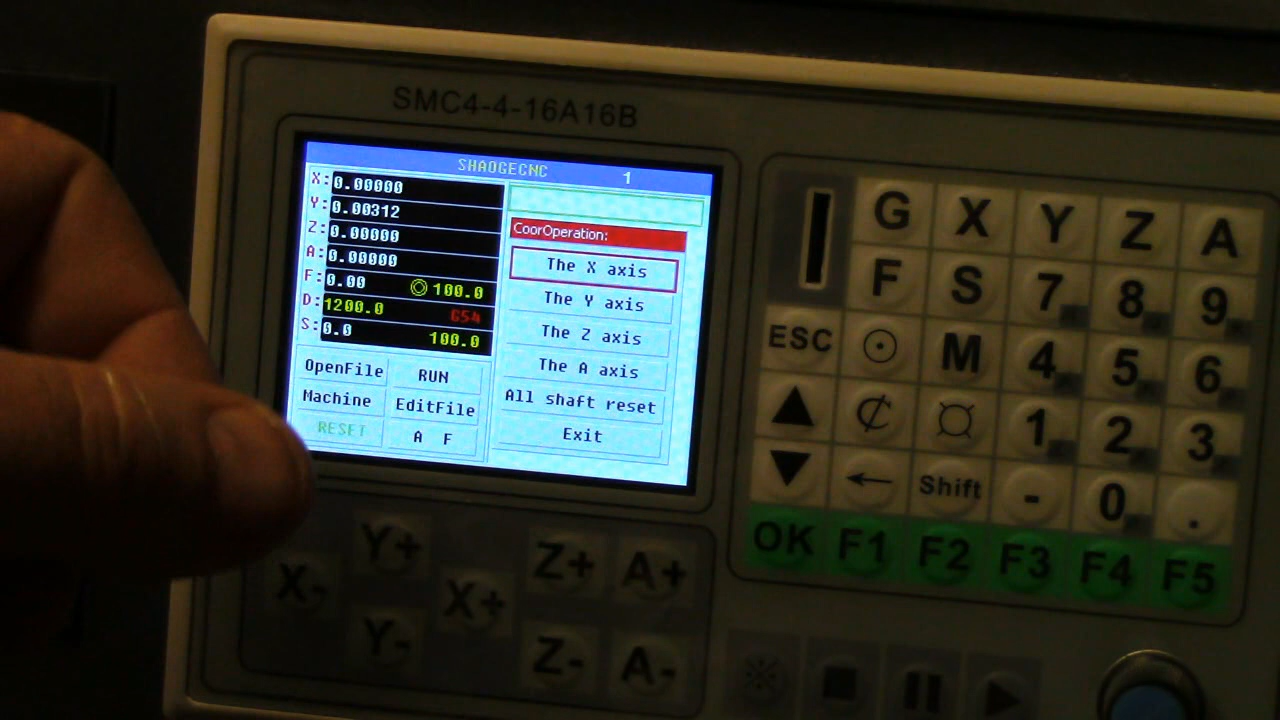 SMC4-4-16A16B
SHAOGECNC 1
X: 0.00000
Y: 0.00312
Z: 0.00000
A: 0.00000
F: 0.00 100.0
D: 1200.0 G54
S: 0.0 100.0
OpenFile RUN
Machine EditFile
RESET A F
CoorOperation:
The X axis
The Y axis
The Z axis
The A axis
All shaft reset
Exit
G X Y Z A
F S 7 8 9
ESC M 4 5 6
1 2 3
Shift - 0 .
OK F1 F2 F3 F4 F5
Y+ Z+ A+
X- X+
Y- Z- A-